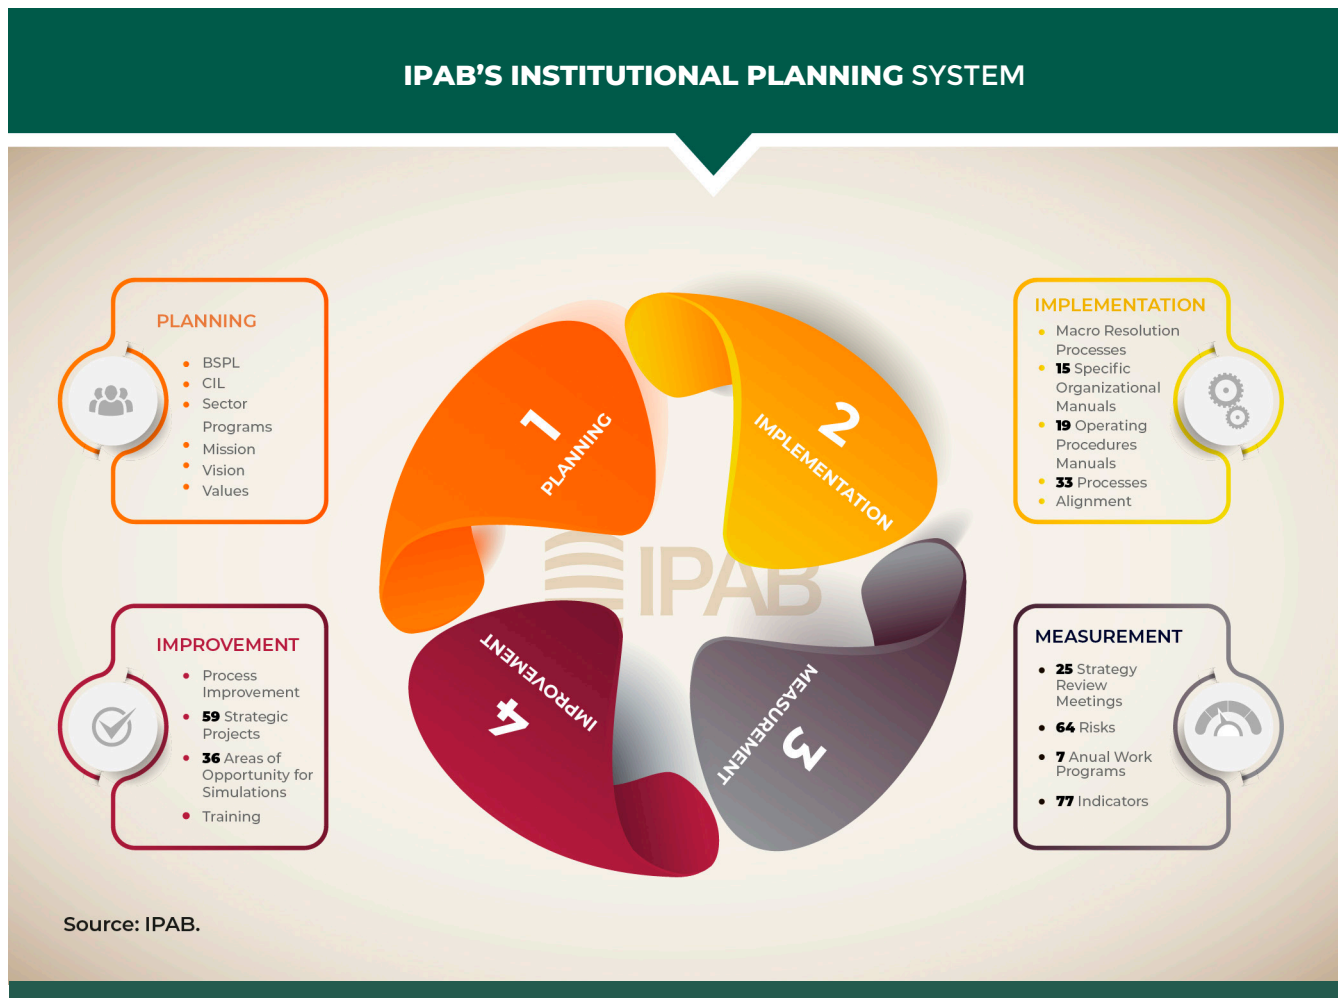 IPAB'S INSTITUTIONAL PLANNING SYSTEM
PLANNING
• BSPL
• CIL
• Sector
Programs
• Mission
• Vision
• Values
IMPLEMENTATION
• Macro Resolution
Processes
• 15 Specific
Organizational
Manuals
• 19 Operating
Procedures
Manuals
• 33 Processes
• Alignment
1
PLANNING
2
IMPLEMENTATION
IPAB
3
MEASUREMENT
4
IMPROVEMENT
IMPROVEMENT
• Process
Improvement
• 59 Strategic
Projects
• 36 Areas of
Opportunity for
Simulations
• Training
MEASUREMENT
• 25 Strategy
Review
Meetings
• 64 Risks
• 7 Anual Work
Programs
• 77 Indicators
Source: IPAB.